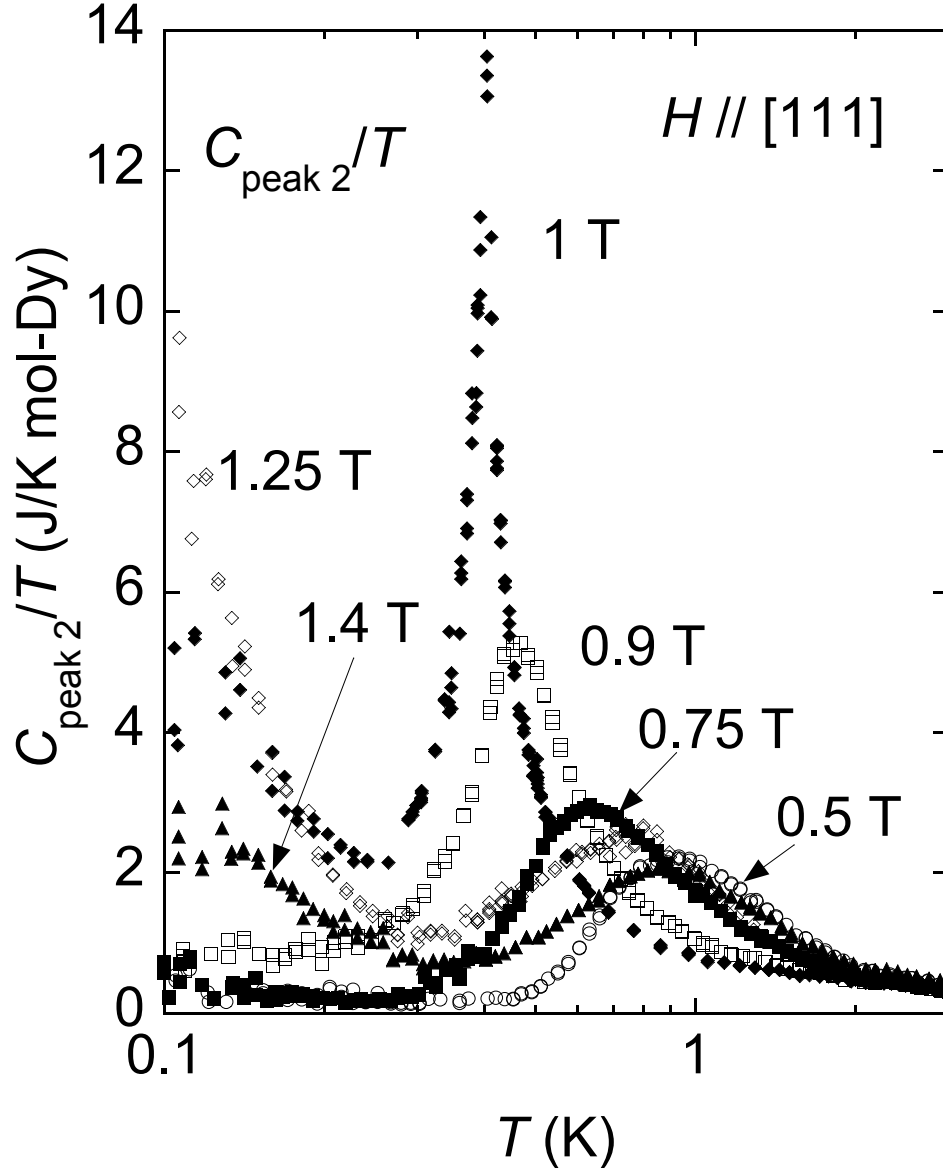 14
12
10
8
6
4
2
0
C_peak 2/T (J/K mol-Dy)
C_peak 2/T
H // [111]
1 T
1.25 T
1.4 T
0.9 T
0.75 T
0.5 T
0.1
1
T (K)